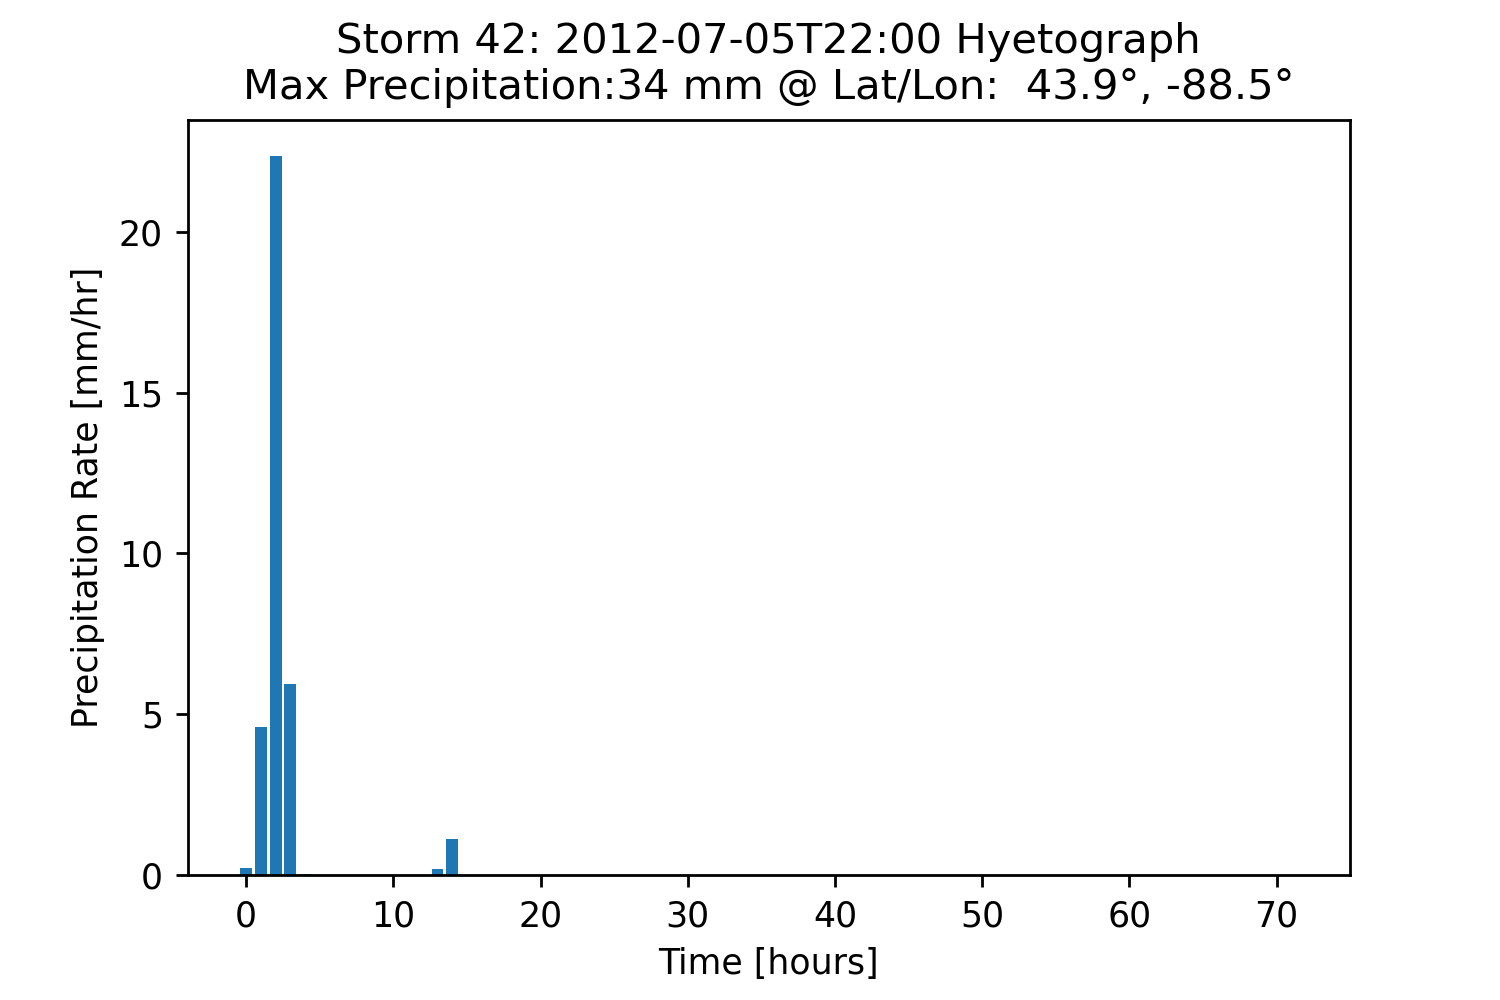 Storm 42: 2012-07-05T22:00 Hyetograph
Max Precipitation:34 mm @ Lat/Lon:  43.9°, -88.5°
Precipitation Rate [mm/hr]
20
15
10
5
0
0 10 20 30 40 50 60 70
Time [hours]